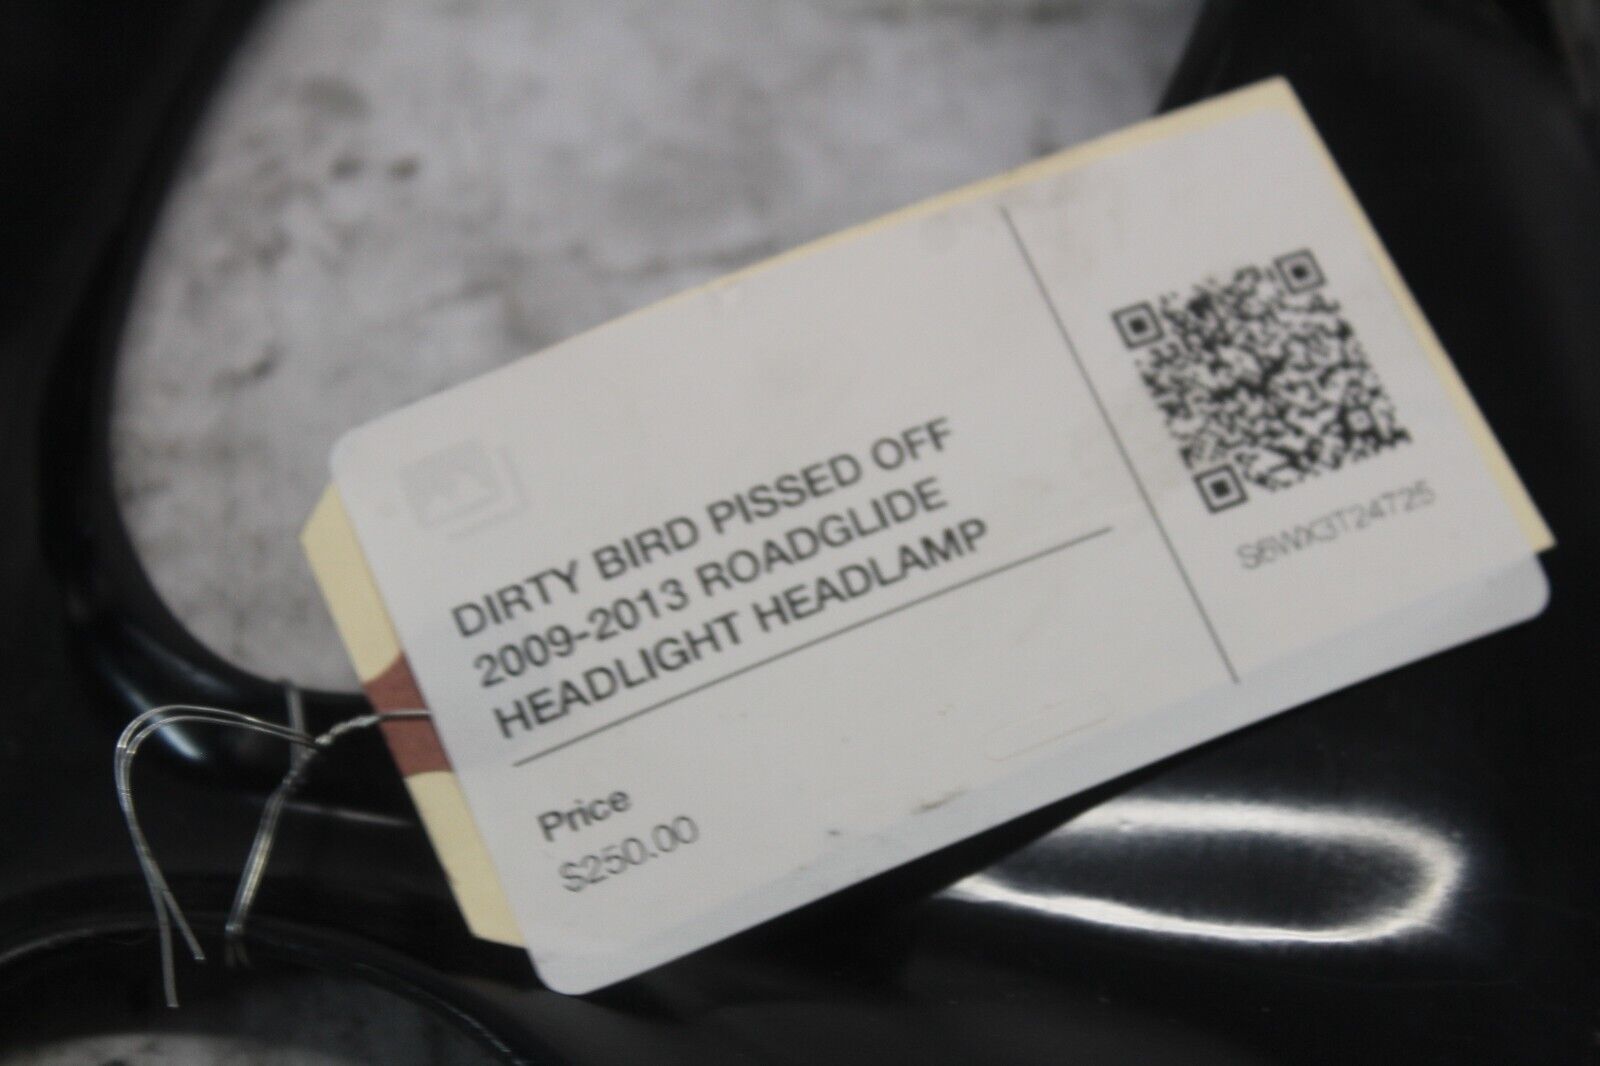 DIRTY BIRD PISSED OFF
2009-2013 ROADGLIDE
HEADLIGHT HEADLAMP
Price
$250.00
S6WX3T24725